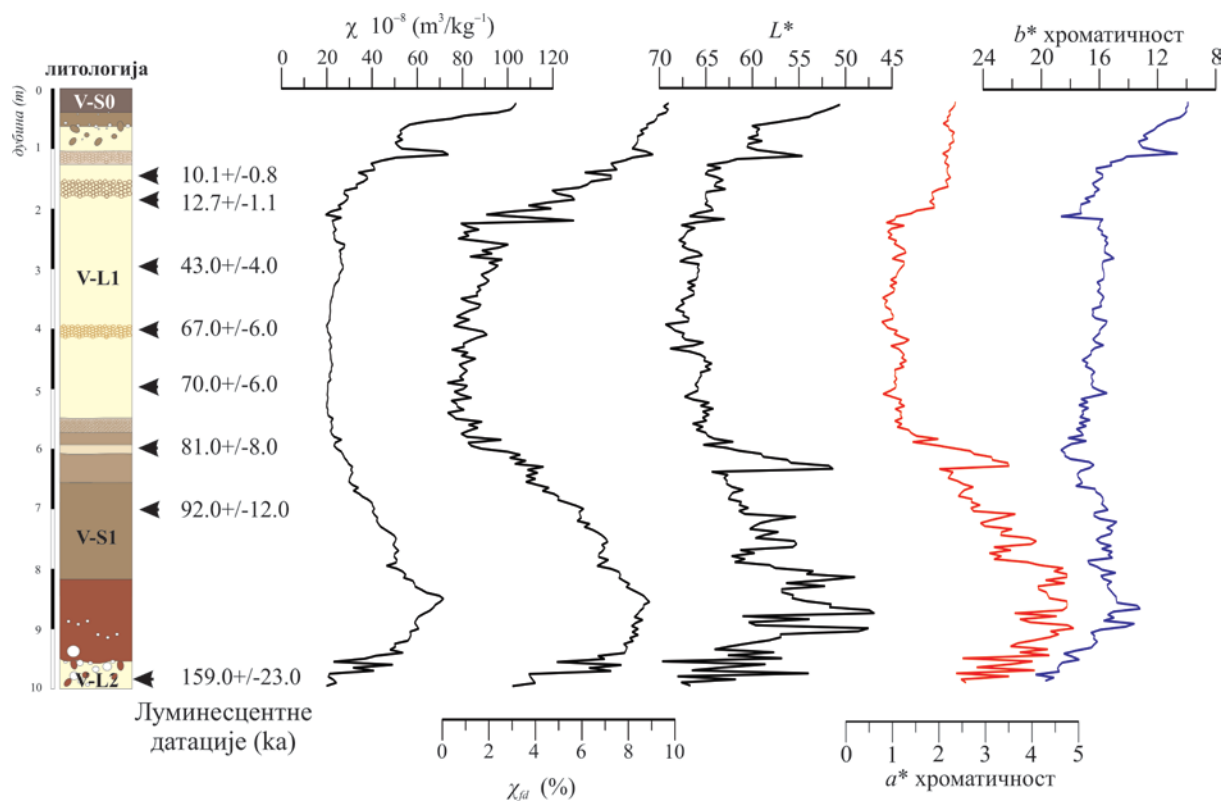 χ 10⁻⁸ (m³/kg⁻¹)
0 20 40 60 80 100 120
L*
70 65 60 55 50 45
b* хроматичност
24 20 16 12 8
литологија
дубина (m)
0
1
2
3
4
5
6
7
8
9
10
V-S0
V-L1
V-S1
V-L2
10.1+/-0.8
12.7+/-1.1
43.0+/-4.0
67.0+/-6.0
70.0+/-6.0
81.0+/-8.0
92.0+/-12.0
159.0+/-23.0
Луминесцентне
датације (ka)
0 2 4 6 8 10
χfd (%)
0 1 2 3 4 5
a* хроматичност